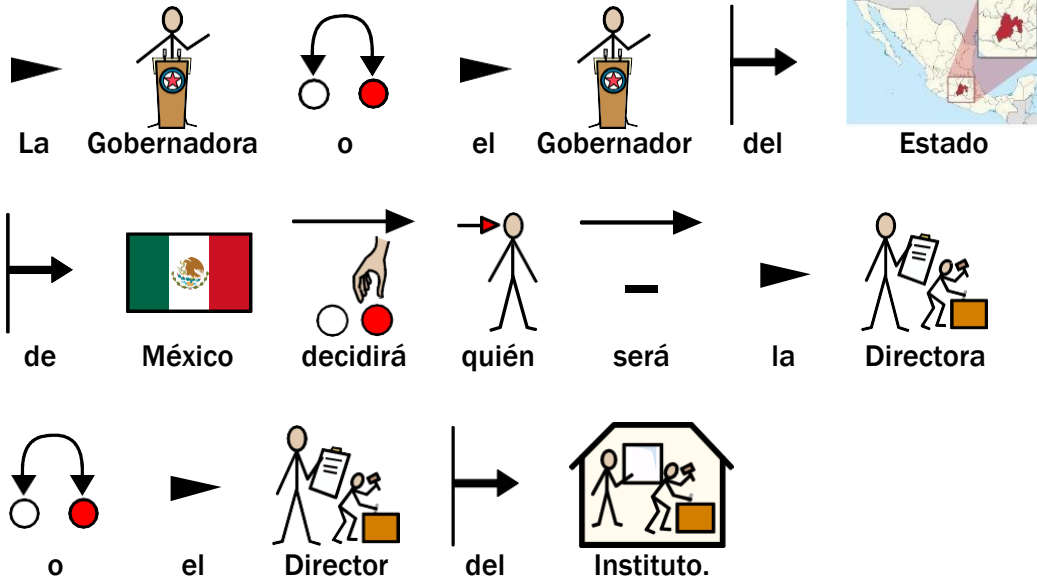 La Gobernadora o el Gobernador del Estado
de México decidirá quién será la Directora
o el Director del Instituto.